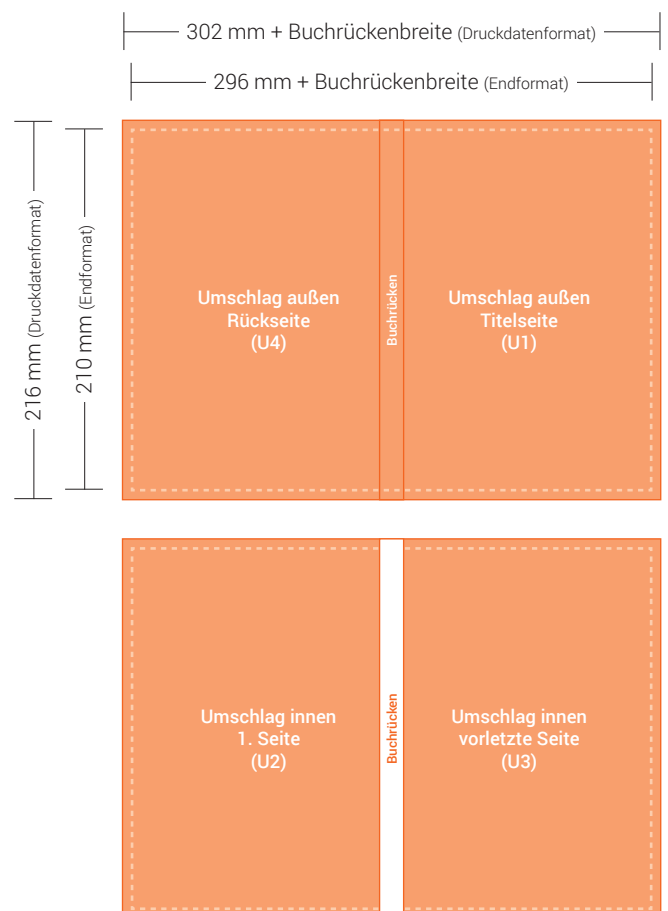 302 mm + Buchrückenbreite (Druckdatenformat)
296 mm + Buchrückenbreite (Endformat)
216 mm (Druckdatenformat)
210 mm (Endformat)
Umschlag außen
Rückseite
(U4)
Buchrücken
Umschlag außen
Titelseite
(U1)
Umschlag innen
1. Seite
(U2)
Buchrücken
Umschlag innen
vorletzte Seite
(U3)